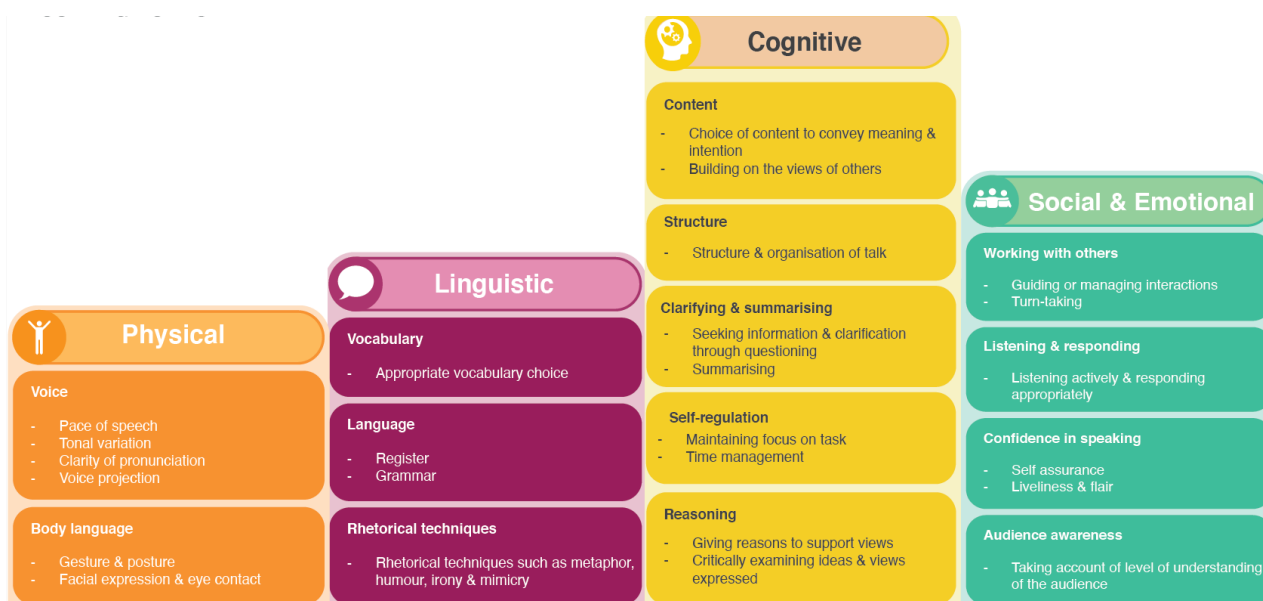 Physical
Voice
- Pace of speech
- Tonal variation
- Clarity of pronunciation
- Voice projection
Body language
- Gesture & posture
- Facial expression & eye contact
Linguistic
Vocabulary
- Appropriate vocabulary choice
Language
- Register
- Grammar
Rhetorical techniques
- Rhetorical techniques such as metaphor,
humour, irony & mimicry
Cognitive
Content
- Choice of content to convey meaning &
intention
- Building on the views of others
Structure
- Structure & organisation of talk
Clarifying & summarising
- Seeking information & clarification
through questioning
- Summarising
Self-regulation
- Maintaining focus on task
- Time management
Reasoning
- Giving reasons to support views
- Critically examining ideas & views
expressed
Social & Emotional
Working with others
- Guiding or managing interactions
- Turn-taking
Listening & responding
- Listening actively & responding
appropriately
Confidence in speaking
- Self assurance
- Liveliness & flair
Audience awareness
- Taking account of level of understanding
of the audience